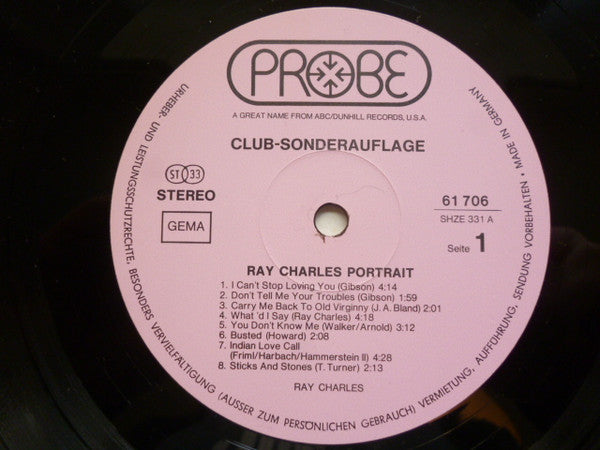 PROBE
A GREAT NAME FROM ABC/DUNHILL RECORDS, U.S.A.
CLUB-SONDERAUFLAGE
ST 33
STEREO
GEMA
61 706
SHZE 331 A
Seite 1
RAY CHARLES PORTRAIT
1. I Can't Stop Loving You (Gibson) 4:14
2. Don't Tell Me Your Troubles (Gibson) 1:59
3. Carry Me Back To Old Virginny (J. A. Bland) 2:01
4. What 'd I Say (Ray Charles) 4:18
5. You Don't Know Me (Walker/Arnold) 3:12
6. Busted (Howard) 2:08
7. Indian Love Call
(Friml/Harbach/Hammerstein II) 4:28
8. Sticks And Stones (T. Turner) 2:13
RAY CHARLES
URHEBER- UND LEISTUNGSSCHUTZRECHTE, BESONDERS VERVIELFÄLTIGUNG (AUSSER ZUM PERSÖNLICHEN GEBRAUCH) VERMIETUNG, AUFFÜHRUNG, SENDUNG VORBEHALTEN • MADE IN GERMANY